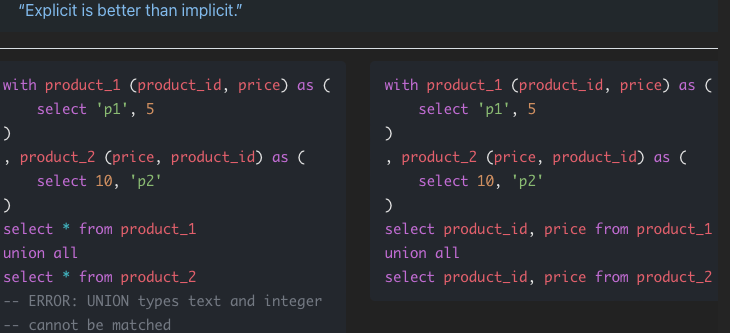 “Explicit is better than implicit.”
with product_1 (product_id, price) as (
    select 'p1', 5
)
, product_2 (price, product_id) as (
    select 10, 'p2'
)
select * from product_1
union all
select * from product_2
-- ERROR: UNION types text and integer
-- cannot be matched
with product_1 (product_id, price) as (
    select 'p1', 5
)
, product_2 (price, product_id) as (
    select 10, 'p2'
)
select product_id, price from product_1
union all
select product_id, price from product_2